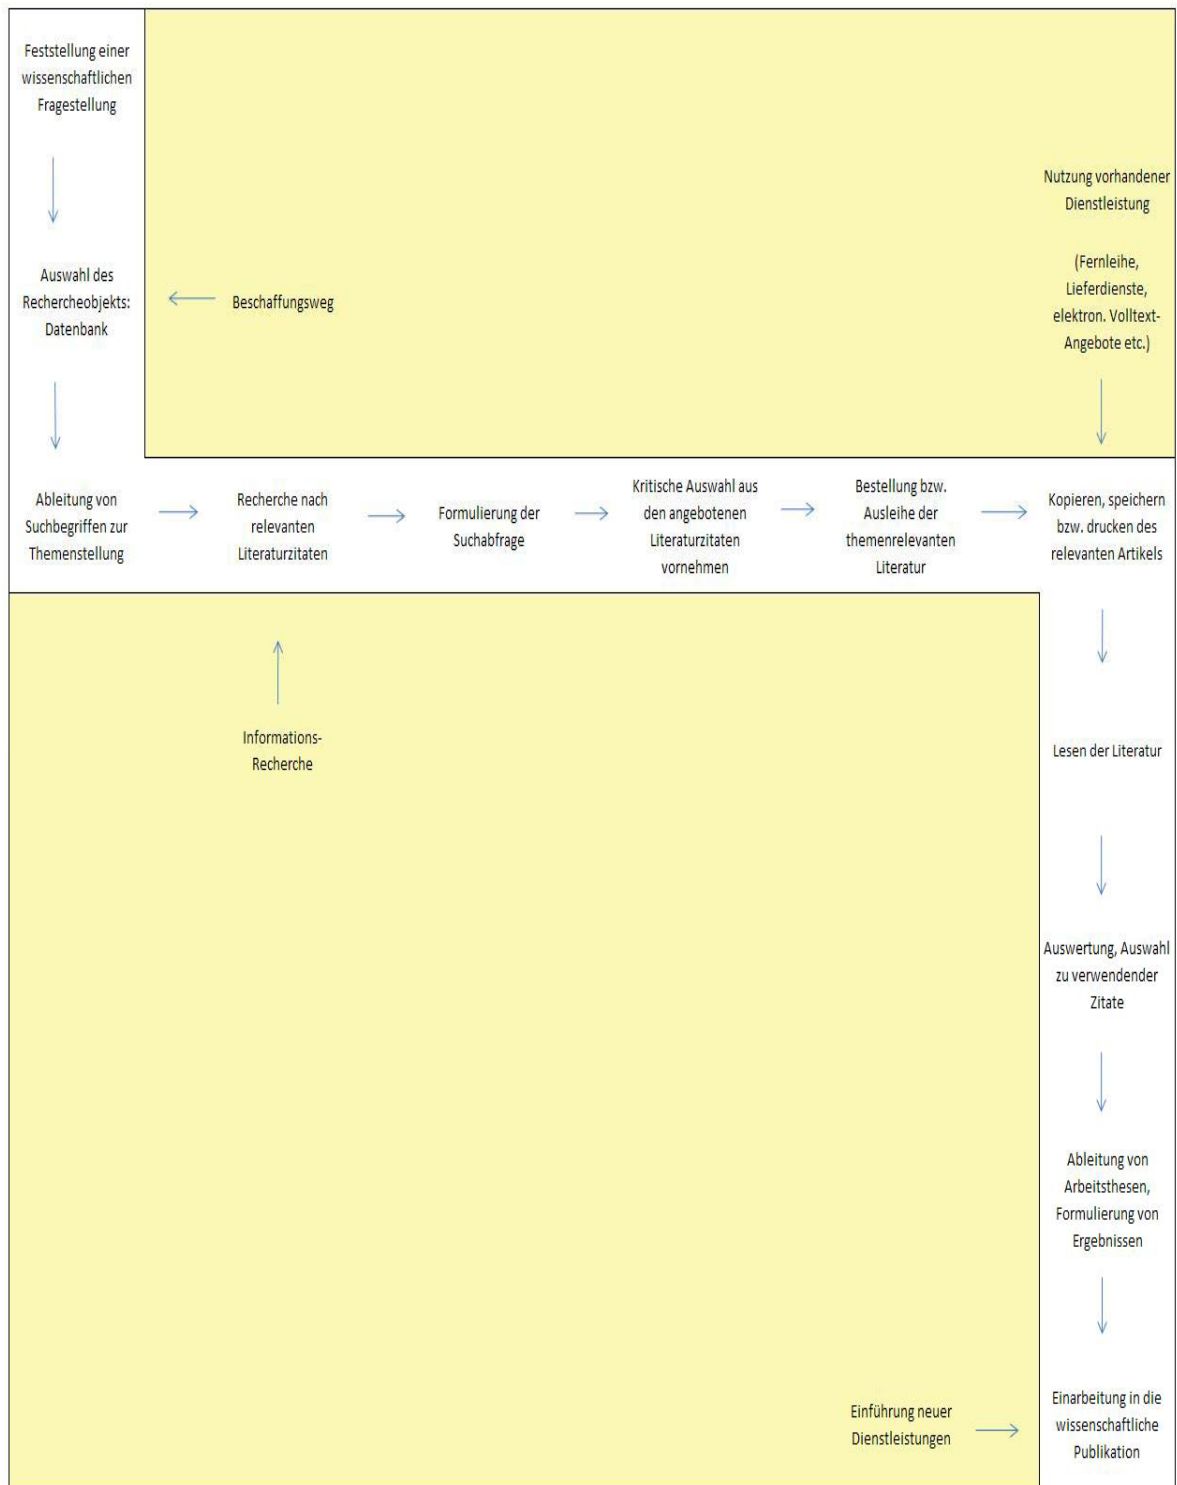 Feststellung einer
wissenschaftlichen
Fragestellung
Nutzung vorhandener
Dienstleistung
(Fernleihe,
Lieferdienste,
elektron. Volltext-
Angebote etc.)
Auswahl des
Rechercheobjekts:
Datenbank
Beschaffungsweg
Ableitung von
Suchbegriffen zur
Themenstellung
Recherche nach
relevanten
Literaturzitaten
Formulierung der
Suchabfrage
Kritische Auswahl aus
den angebotenen
Literaturzitaten
vornehmen
Bestellung bzw.
Ausleihe der
themenrelevanten
Literatur
Kopieren, speichern
bzw. drucken des
relevanten Artikels
Informations-
Recherche
Lesen der Literatur
Auswertung, Auswahl
zu verwendender
Zitate
Ableitung von
Arbeitsthesen,
Formulierung von
Ergebnissen
Einführung neuer
Dienstleistungen
Einarbeitung in die
wissenschaftliche
Publikation